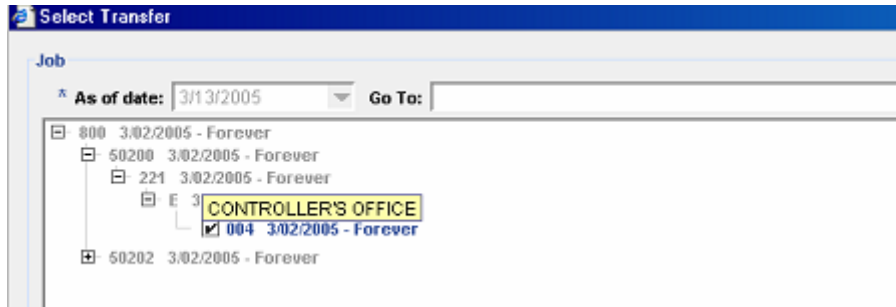 Select Transfer
Job
* As of date: 3/13/2005 Go To:
800 3/02/2005 - Forever
50200 3/02/2005 - Forever
221 3/02/2005 - Forever
E 3
CONTROLLER'S OFFICE
004 3/02/2005 - Forever
50202 3/02/2005 - Forever